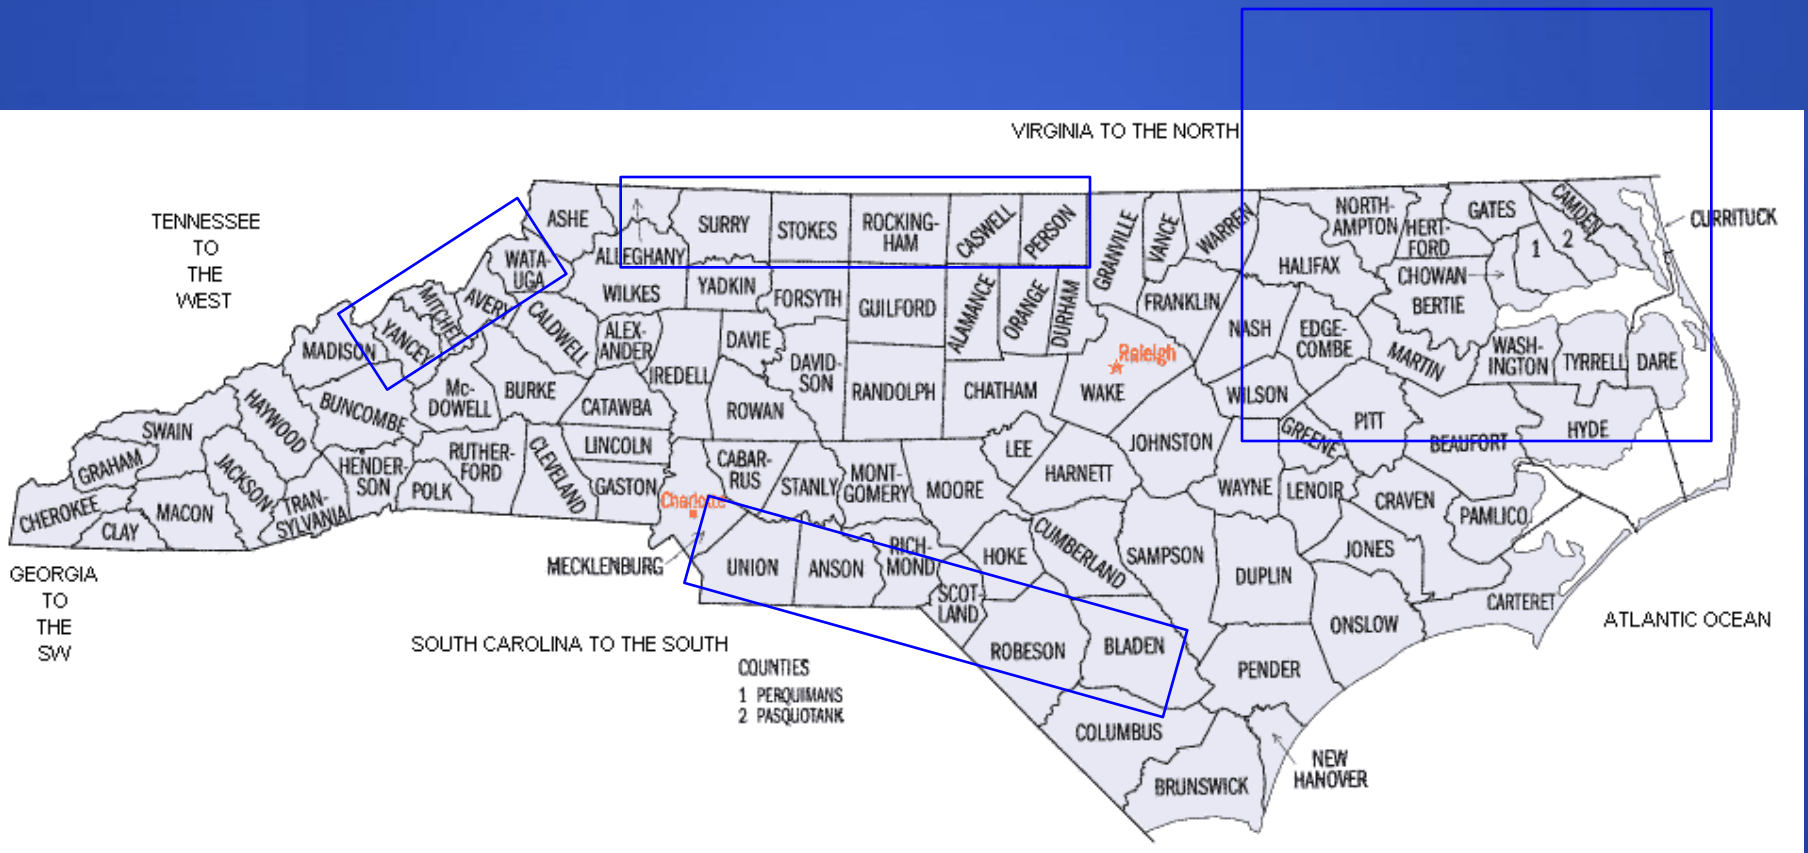 VIRGINIA TO THE NORTH
TENNESSEE
TO
THE
WEST
ASHE
ALLEGHANY
SURRY
STOKES
ROCKING-
HAM
CASWELL
PERSON
GRANVILLE
VANCE
WARREN
NORTH-
AMPTON
HERT-
FORD
GATES
CAMDEN
CURRITUCK
1
2
WATA-
UGA
WILKES
YADKIN
FORSYTH
GUILFORD
ALAMANCE
ORANGE
DURHAM
FRANKLIN
HALIFAX
CHOWAN
BERTIE
MITCHEL
AVERY
CALDWELL
ALEX-
ANDER
DAVIE
NASH
EDGE-
COMBE
MARTIN
WASH-
INGTON
TYRRELL
DARE
MADISON
YANCEY
IREDELL
DAVID-
SON
RANDOLPH
CHATHAM
Raleigh
WAKE
WILSON
PITT
HYDE
HAYWOOD
BUNCOMBE
Mc-
DOWELL
BURKE
CATAWBA
ROWAN
JOHNSTON
GREENE
BEAUFORT
SWAIN
GRAHAM
JACKSON
HENDER-
SON
RUTHER-
FORD
POLK
CLEVELAND
LINCOLN
GASTON
CABAR-
RUS
STANLY
MONT-
GOMERY
MOORE
LEE
HARNETT
WAYNE
LENOIR
CRAVEN
PAMLICO
CHEROKEE
CLAY
MACON
TRAN-
SYLVANIA
Charlotte
MECKLENBURG
UNION
ANSON
RICH-
MOND
SCOT-
LAND
HOKE
CUMBERLAND
SAMPSON
DUPLIN
JONES
CARTERET
ONSLOW
GEORGIA
TO
THE
SW
SOUTH CAROLINA TO THE SOUTH
ROBESON
BLADEN
PENDER
ATLANTIC OCEAN
COUNTIES
1 PERQUIMANS
2 PASQUOTANK
COLUMBUS
BRUNSWICK
NEW
HANOVER